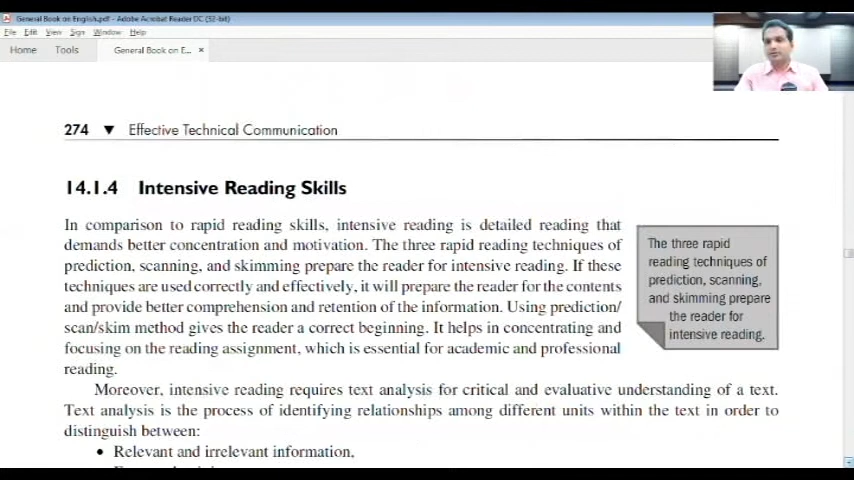 General Book on English.pdf - Adobe Acrobat Reader DC (32-bit)
File Edit View Sign Window Help
Home Tools General Book on E... ×
274 ▼ Effective Technical Communication
14.1.4 Intensive Reading Skills
In comparison to rapid reading skills, intensive reading is detailed reading that
demands better concentration and motivation. The three rapid reading techniques of
prediction, scanning, and skimming prepare the reader for intensive reading. If these
techniques are used correctly and effectively, it will prepare the reader for the contents
and provide better comprehension and retention of the information. Using prediction/
scan/skim method gives the reader a correct beginning. It helps in concentrating and
focusing on the reading assignment, which is essential for academic and professional
reading.
The three rapid
reading techniques of
prediction, scanning,
and skimming prepare
the reader for
intensive reading.
Moreover, intensive reading requires text analysis for critical and evaluative understanding of a text.
Text analysis is the process of identifying relationships among different units within the text in order to
distinguish between:
• Relevant and irrelevant information,